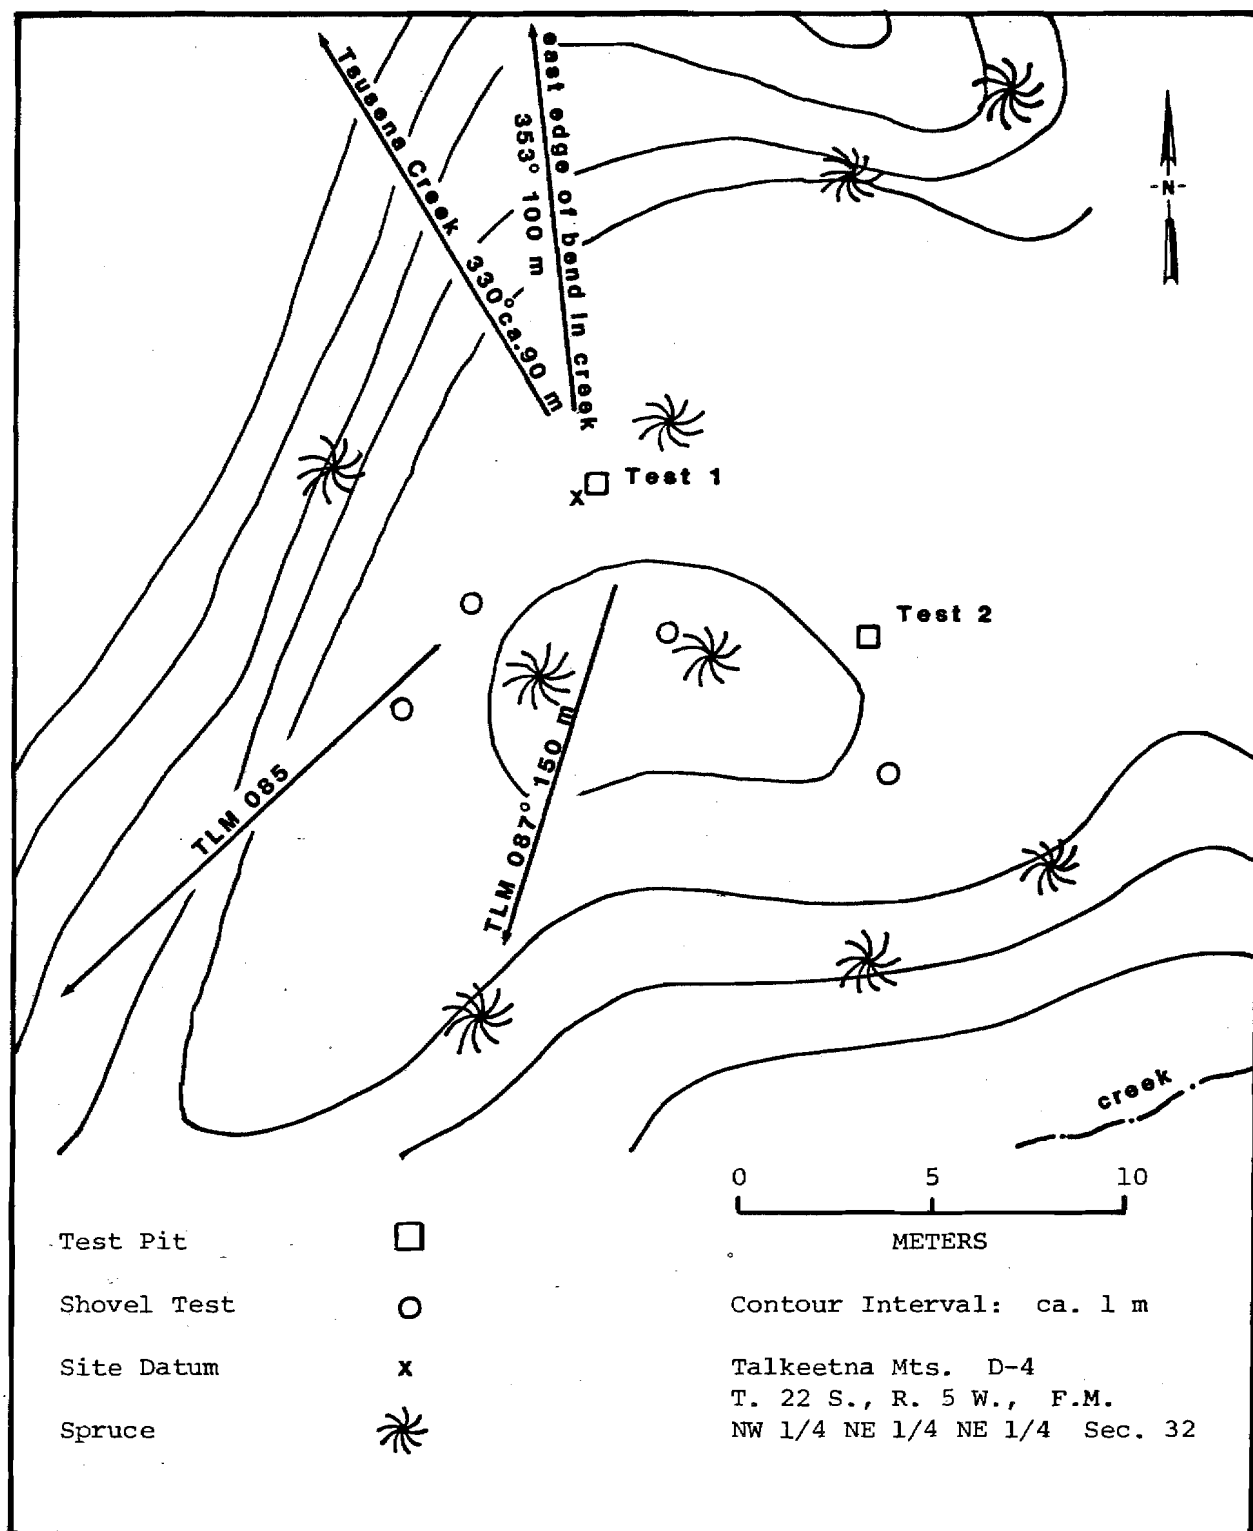 Tsusena Creek 330° ca. 90 m
east edge of bend in creek
353° 100 m
-N-
Test 1
Test 2
TLM 085
TLM 087° 150 m
creek
0 5 10
METERS
Test Pit
Shovel Test
Site Datum x
Spruce
Contour Interval: ca. 1 m
Talkeetna Mts. D-4
T. 22 S., R. 5 W., F.M.
NW 1/4 NE 1/4 NE 1/4 Sec. 32